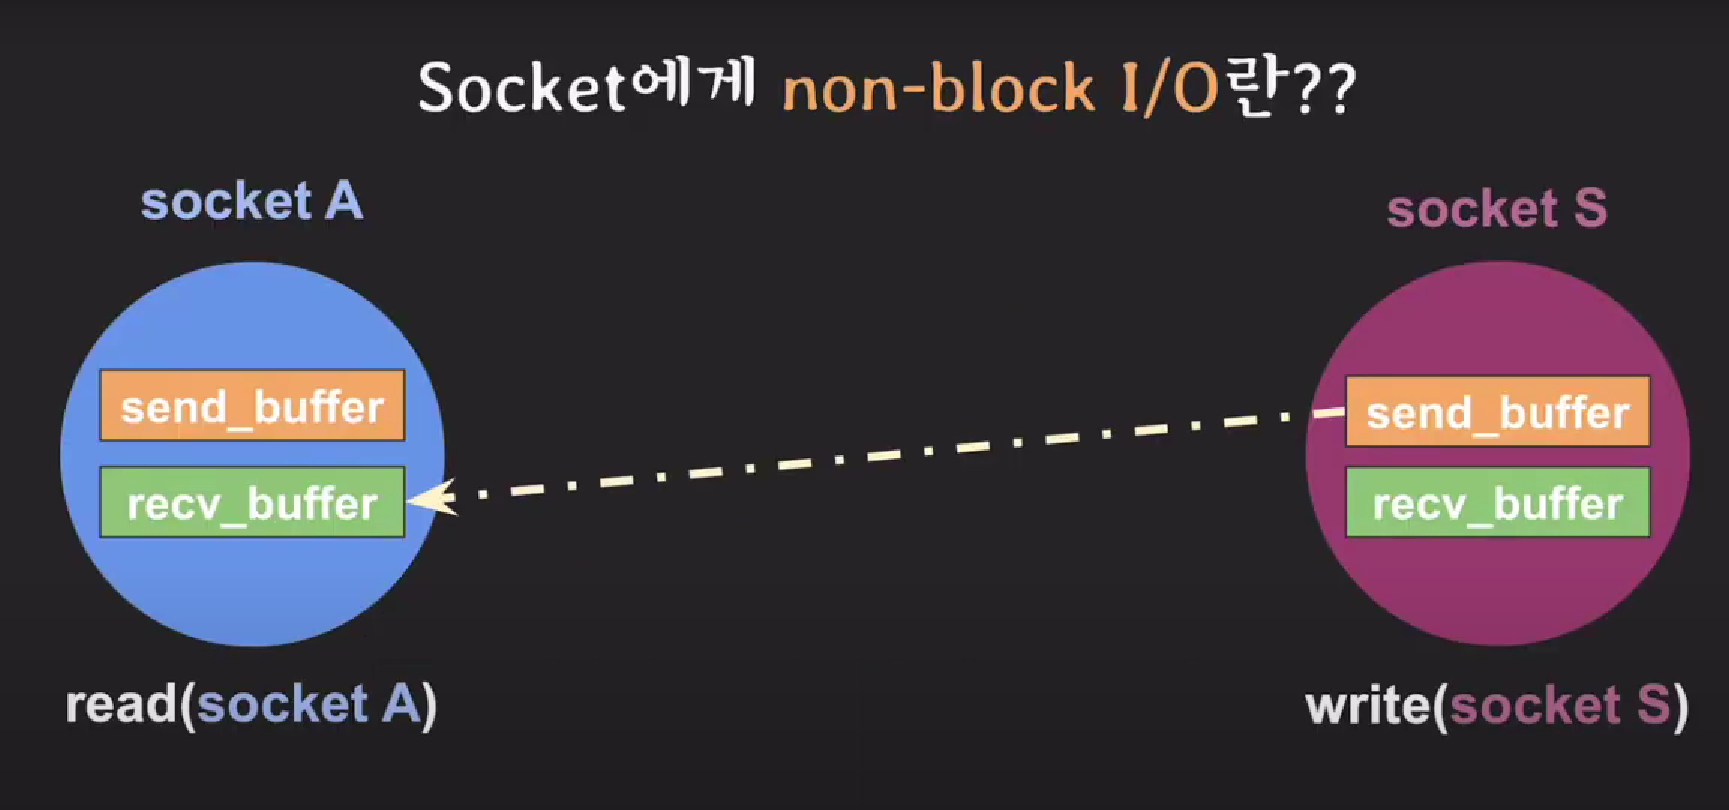 Socket에게 non-block I/O란??
socket A
socket S
send_buffer
recv_buffer
send_buffer
recv_buffer
read(socket A)
write(socket S)